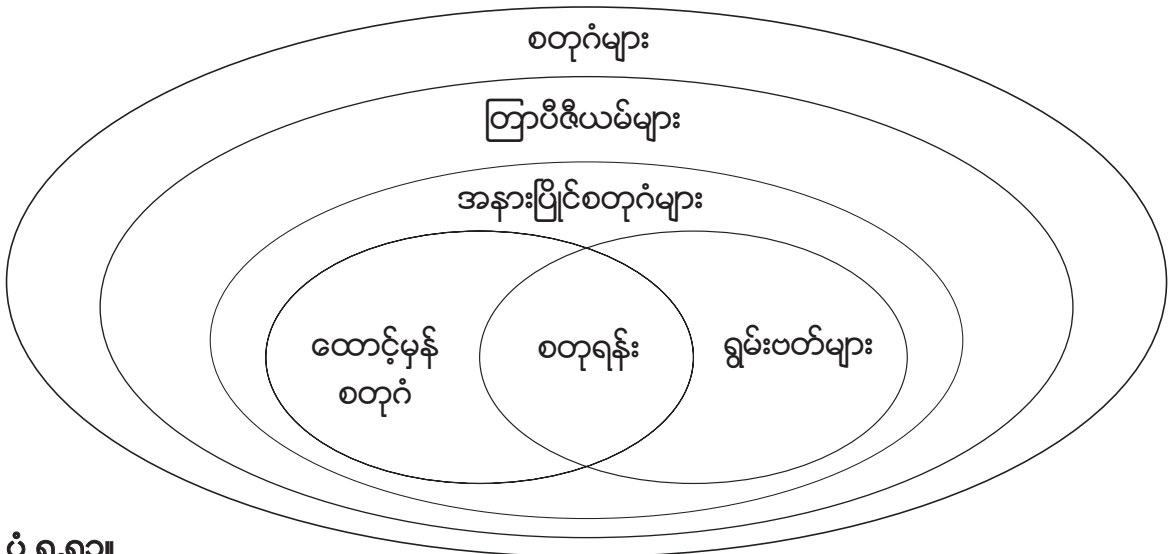 စတုဂံများ
တြာပီဇီယမ်များ
အနားပြိုင်စတုဂံများ
ထောင့်မှန်
စတုဂံ
စတုရန်း
ရွမ်းဗတ်များ